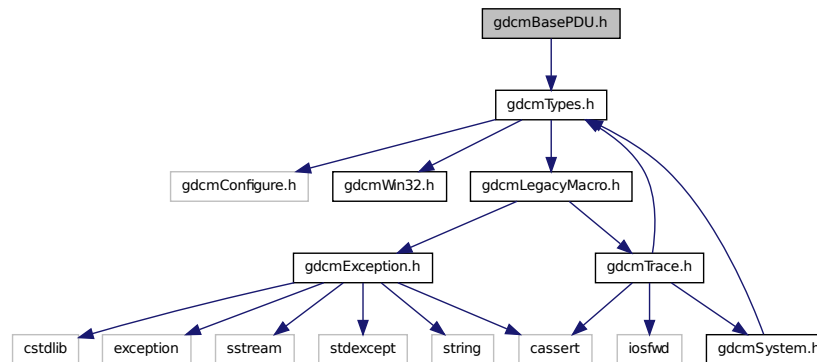 gdcmBasePDU.h
gdcmTypes.h
gdcmConfigure.h
gdcmWin32.h
gdcmLegacyMacro.h
gdcmException.h
gdcmTrace.h
cstdlib
exception
sstream
stdexcept
string
cassert
iosfwd
gdcmSystem.h